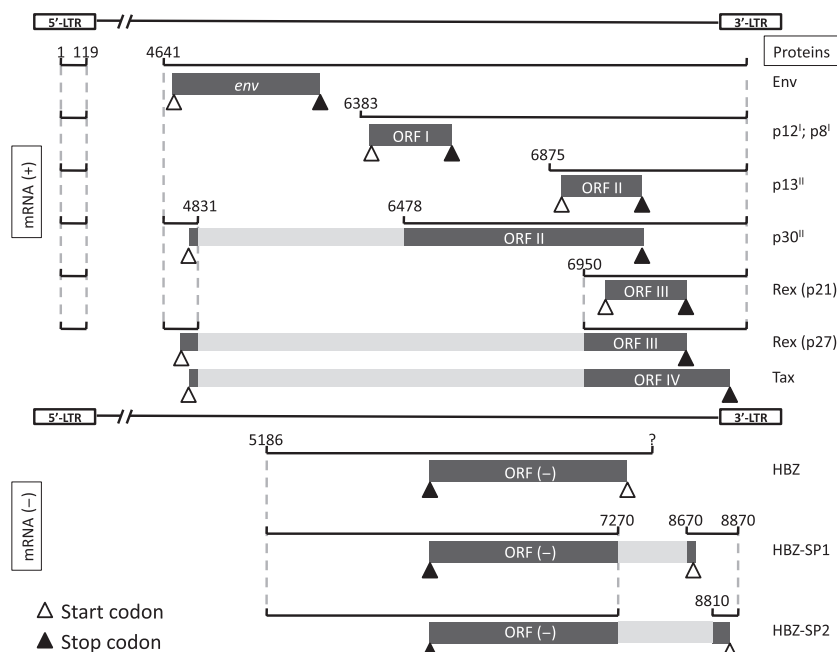 5′-LTR 3′-LTR
1 119 4641 Proteins
env Env
6383
ORF I p12ᴵ; p8ᴵ
6875
ORF II p13ᴵᴵ
4831 6478
ORF II p30ᴵᴵ
6950
ORF III Rex (p21)
ORF III Rex (p27)
ORF IV Tax
mRNA (+)
5′-LTR 3′-LTR
5186 ?
ORF (−) HBZ
7270 8670 8870
ORF (−) HBZ-SP1
8810
ORF (−) HBZ-SP2
mRNA (−)
Start codon
Stop codon